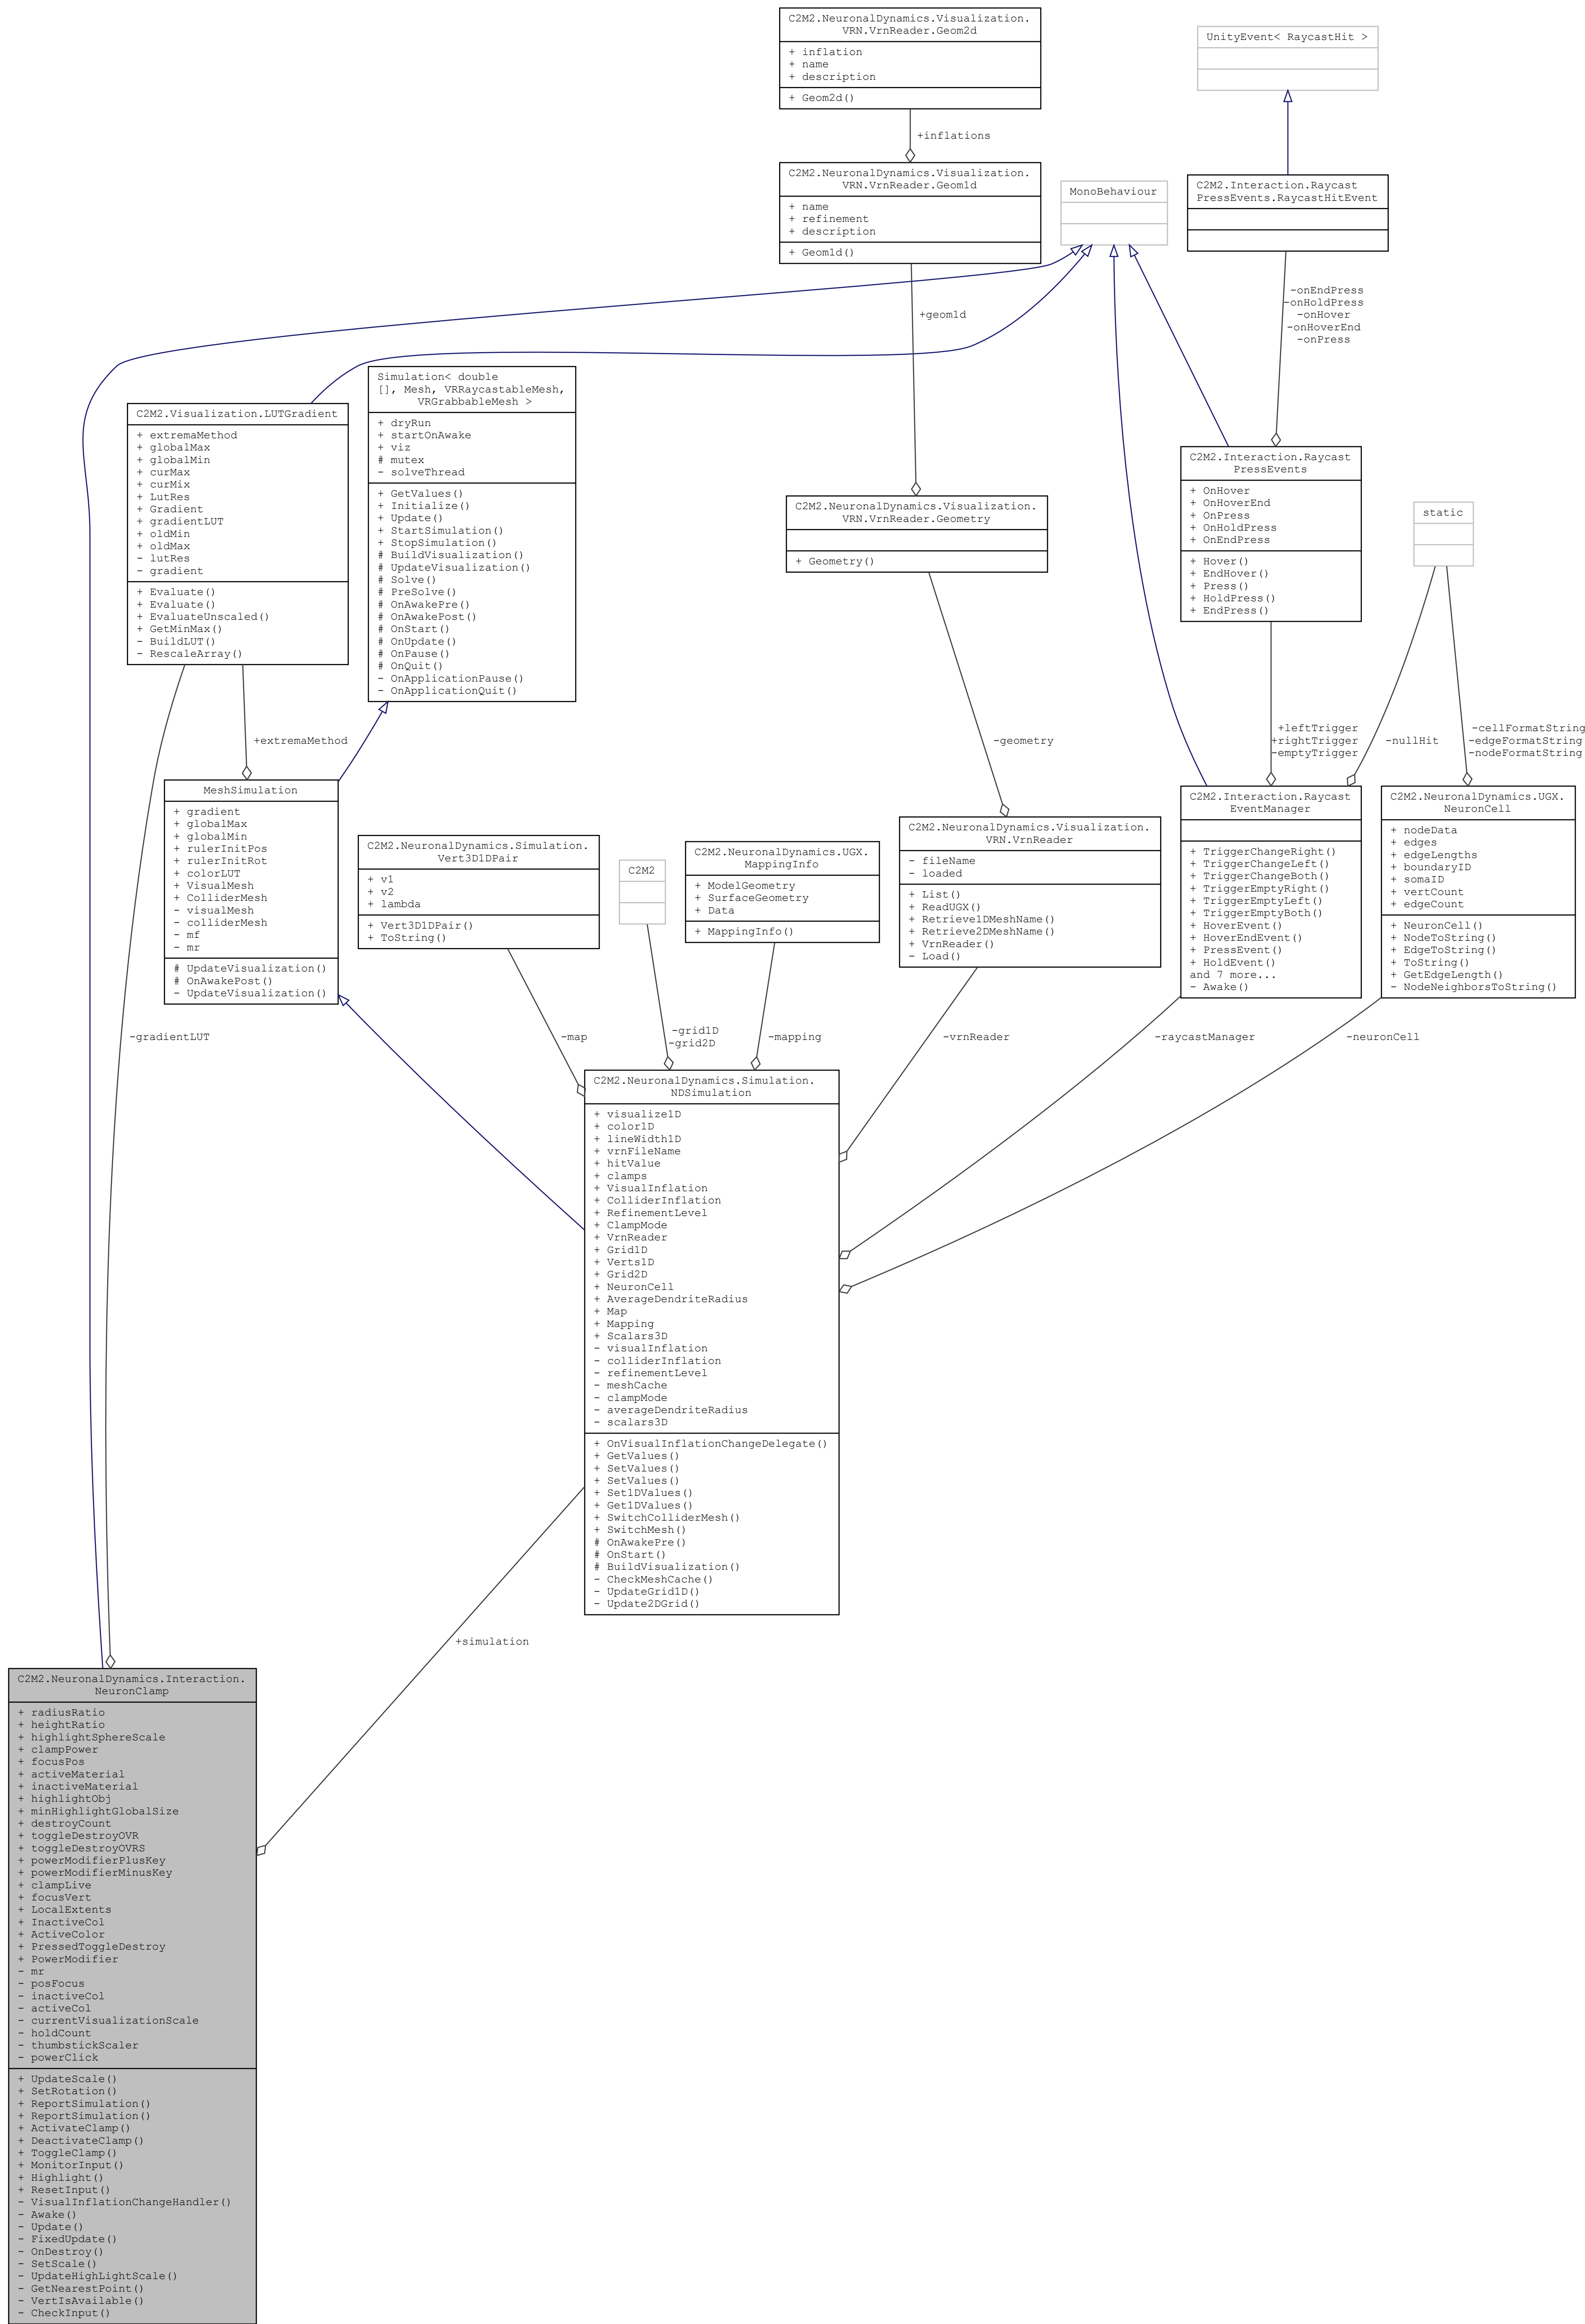 C2M2.NeuronalDynamics.Visualization.
VRN.VrnReader.Geom2d
+ inflation
+ name
+ description
+ Geom2d()
UnityEvent< RaycastHit >
+inflations
C2M2.NeuronalDynamics.Visualization.
VRN.VrnReader.Geom1d
+ name
+ refinement
+ description
+ Geom1d()
MonoBehaviour
C2M2.Interaction.Raycast
PressEvents.RaycastHitEvent
+geom1d
-onEndPress
-onHoldPress
-onHover
-onHoverEnd
-onPress
Simulation< double
[], Mesh, VRRaycastableMesh,
VRGrabbableMesh >
+ dryRun
+ startOnAwake
+ viz
# mutex
- solveThread
+ GetValues()
+ Initialize()
+ Update()
+ StartSimulation()
+ StopSimulation()
# BuildVisualization()
# UpdateVisualization()
# Solve()
# PreSolve()
# OnAwakePre()
# OnAwakePost()
# OnStart()
# OnUpdate()
# OnPause()
# OnQuit()
- OnApplicationPause()
- OnApplicationQuit()
C2M2.Visualization.LUTGradient
+ extremaMethod
+ globalMax
+ globalMin
+ curMax
+ curMix
+ LutRes
+ Gradient
+ gradientLUT
+ oldMin
+ oldMax
- lutRes
- gradient
+ Evaluate()
+ Evaluate()
+ EvaluateUnscaled()
+ GetMinMax()
- BuildLUT()
- RescaleArray()
C2M2.NeuronalDynamics.Visualization.
VRN.VrnReader.Geometry
+ Geometry()
C2M2.Interaction.Raycast
PressEvents
+ OnHover
+ OnHoverEnd
+ OnPress
+ OnHoldPress
+ OnEndPress
+ Hover()
+ EndHover()
+ Press()
+ HoldPress()
+ EndPress()
static
+extremaMethod
-geometry
+leftTrigger
+rightTrigger
-emptyTrigger
-nullHit
-cellFormatString
-edgeFormatString
-nodeFormatString
MeshSimulation
+ gradient
+ globalMax
+ globalMin
+ rulerInitPos
+ rulerInitRot
+ colorLUT
+ VisualMesh
+ ColliderMesh
- visualMesh
- colliderMesh
- mf
- mr
# UpdateVisualization()
# OnAwakePost()
- UpdateVisualization()
C2M2.NeuronalDynamics.Simulation.
Vert3D1DPair
+ v1
+ v2
+ lambda
+ Vert3D1DPair()
+ ToString()
C2M2
C2M2.NeuronalDynamics.UGX.
MappingInfo
+ ModelGeometry
+ SurfaceGeometry
+ Data
+ MappingInfo()
C2M2.NeuronalDynamics.Visualization.
VRN.VrnReader
- fileName
- loaded
+ List()
+ ReadUGX()
+ Retrieve1DMeshName()
+ Retrieve2DMeshName()
+ VrnReader()
- Load()
C2M2.Interaction.Raycast
EventManager
+ TriggerChangeRight()
+ TriggerChangeLeft()
+ TriggerChangeBoth()
+ TriggerEmptyRight()
+ TriggerEmptyLeft()
+ TriggerEmptyBoth()
+ HoverEvent()
+ HoverEndEvent()
+ PressEvent()
+ HoldEvent()
and 7 more...
- Awake()
C2M2.NeuronalDynamics.UGX.
NeuronCell
+ nodeData
+ edges
+ edgeLengths
+ boundaryID
+ somaID
+ vertCount
+ edgeCount
+ NeuronCell()
+ NodeToString()
+ EdgeToString()
+ ToString()
+ GetEdgeLength()
- NodeNeighborsToString()
-gradientLUT
-map
-grid1D
-grid2D
-mapping
-vrnReader
-raycastManager
-neuronCell
C2M2.NeuronalDynamics.Simulation.
NDSimulation
+ visualize1D
+ color1D
+ lineWidth1D
+ vrnFileName
+ hitValue
+ clamps
+ VisualInflation
+ ColliderInflation
+ RefinementLevel
+ ClampMode
+ VrnReader
+ Grid1D
+ Verts1D
+ Grid2D
+ NeuronCell
+ AverageDendriteRadius
+ Map
+ Mapping
+ Scalars3D
- visualInflation
- colliderInflation
- refinementLevel
- meshCache
- clampMode
- averageDendriteRadius
- scalars3D
+ OnVisualInflationChangeDelegate()
+ GetValues()
+ SetValues()
+ SetValues()
+ Set1DValues()
+ Get1DValues()
+ SwitchColliderMesh()
+ SwitchMesh()
# OnAwakePre()
# OnStart()
# BuildVisualization()
- CheckMeshCache()
- UpdateGrid1D()
- Update2DGrid()
+simulation
C2M2.NeuronalDynamics.Interaction.
NeuronClamp
+ radiusRatio
+ heightRatio
+ highlightSphereScale
+ clampPower
+ focusPos
+ activeMaterial
+ inactiveMaterial
+ highlightObj
+ minHighlightGlobalSize
+ destroyCount
+ toggleDestroyOVR
+ toggleDestroyOVRS
+ powerModifierPlusKey
+ powerModifierMinusKey
+ clampLive
+ focusVert
+ LocalExtents
+ InactiveCol
+ ActiveColor
+ PressedToggleDestroy
+ PowerModifier
- mr
- posFocus
- inactiveCol
- activeCol
- currentVisualizationScale
- holdCount
- thumbstickScaler
- powerClick
+ UpdateScale()
+ SetRotation()
+ ReportSimulation()
+ ReportSimulation()
+ ActivateClamp()
+ DeactivateClamp()
+ ToggleClamp()
+ MonitorInput()
+ Highlight()
+ ResetInput()
- VisualInflationChangeHandler()
- Awake()
- Update()
- FixedUpdate()
- OnDestroy()
- SetScale()
- UpdateHighLightScale()
- GetNearestPoint()
- VertIsAvailable()
- CheckInput()